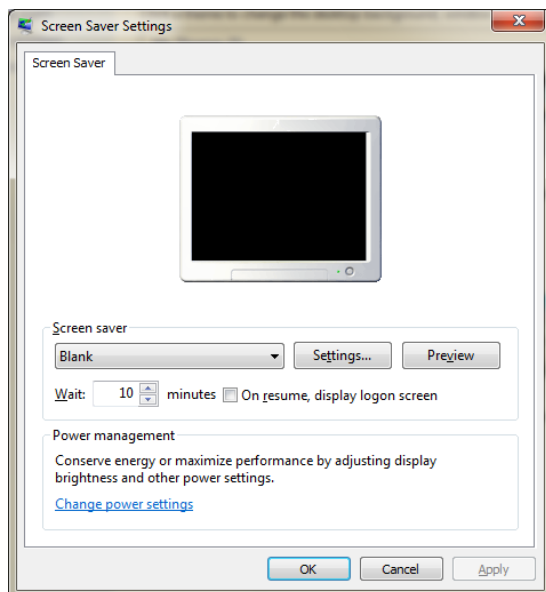 Screen Saver Settings
Screen Saver
Screen saver
Blank
Settings...
Preview
Wait: 10 minutes On resume, display logon screen
Power management
Conserve energy or maximize performance by adjusting display
brightness and other power settings.
Change power settings
OK Cancel Apply